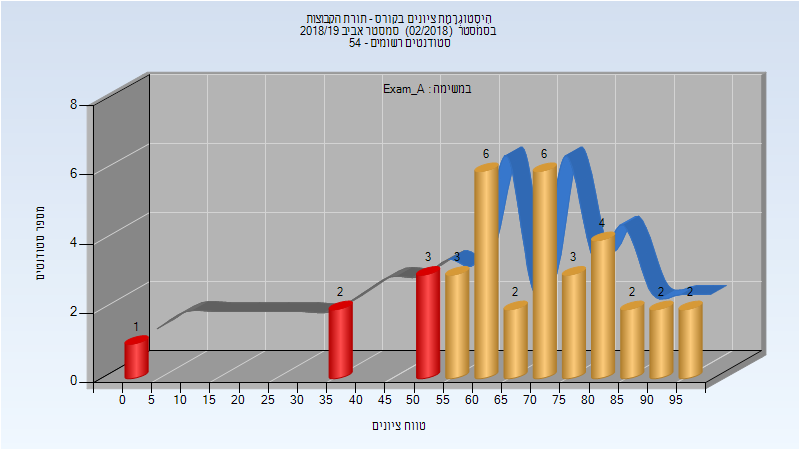 היסטוגרמת ציונים בקורס - תורת הקבוצות
בסמסטר (02/2018) סמסטר אביב 2018/19
סטודנטים רשומים - 54
במשימה : Exam_A
מספר סטודנטים
8
6
4
2
0
1
2
3
3
6
2
6
3
4
2
2
2
0 5 10 15 20 25 30 35 40 45 50 55 60 65 70 75 80 85 90 95
טווח ציונים